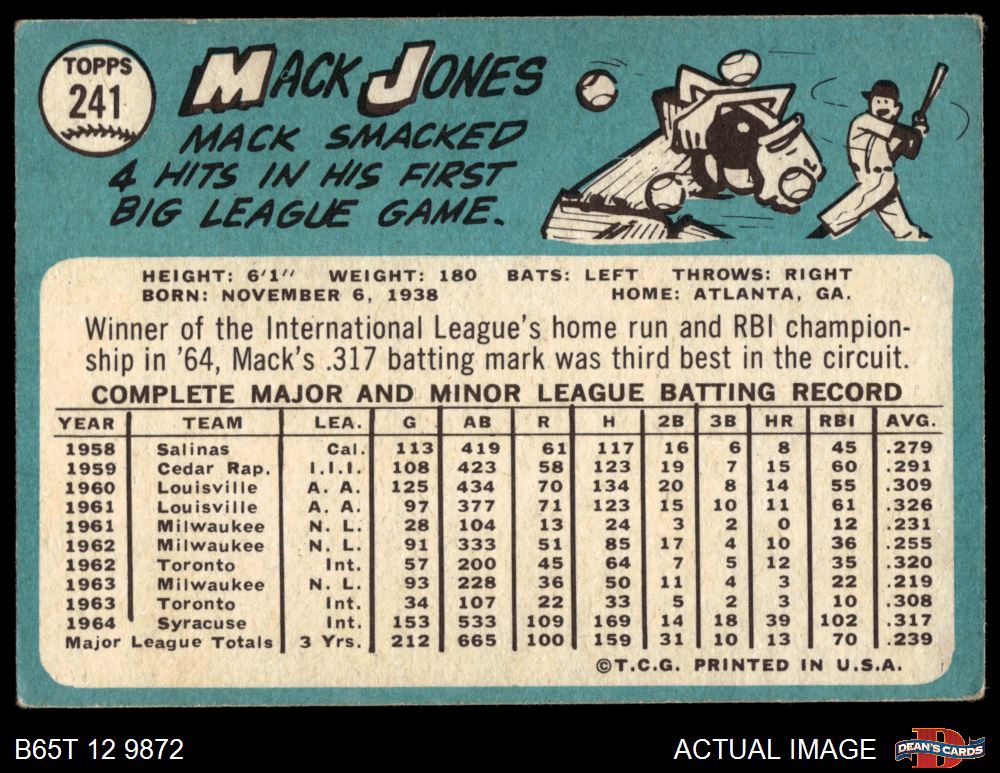 TOPPS
241
MACK JONES
MACK SMACKED
4 HITS IN HIS FIRST
BIG LEAGUE GAME.
HEIGHT: 6'1" WEIGHT: 180 BATS: LEFT THROWS: RIGHT
BORN: NOVEMBER 6, 1938 HOME: ATLANTA, GA.
Winner of the International League's home run and RBI champion-
ship in '64, Mack's .317 batting mark was third best in the circuit.
COMPLETE MAJOR AND MINOR LEAGUE BATTING RECORD
YEAR TEAM LEA. G AB R H 2B 3B HR RBI AVG.
1958 Salinas Cal. 113 419 61 117 16 6 8 45 .279
1959 Cedar Rap. I.I.I. 108 423 58 123 19 7 15 60 .291
1960 Louisville A. A. 125 434 70 134 20 8 14 55 .309
1961 Louisville A. A. 97 377 71 123 15 10 11 61 .326
1961 Milwaukee N. L. 28 104 13 24 3 2 0 12 .231
1962 Milwaukee N. L. 91 333 51 85 17 4 10 36 .255
1962 Toronto Int. 57 200 45 64 7 5 12 35 .320
1963 Milwaukee N. L. 93 228 36 50 11 4 3 22 .219
1963 Toronto Int. 34 107 22 33 5 2 3 10 .308
1964 Syracuse Int. 153 533 109 169 14 18 39 102 .317
Major League Totals 3 Yrs. 212 665 100 159 31 10 13 70 .239
©T.C.G. PRINTED IN U.S.A.
B65T 12 9872 ACTUAL IMAGE
D
DEAN'S CARDS